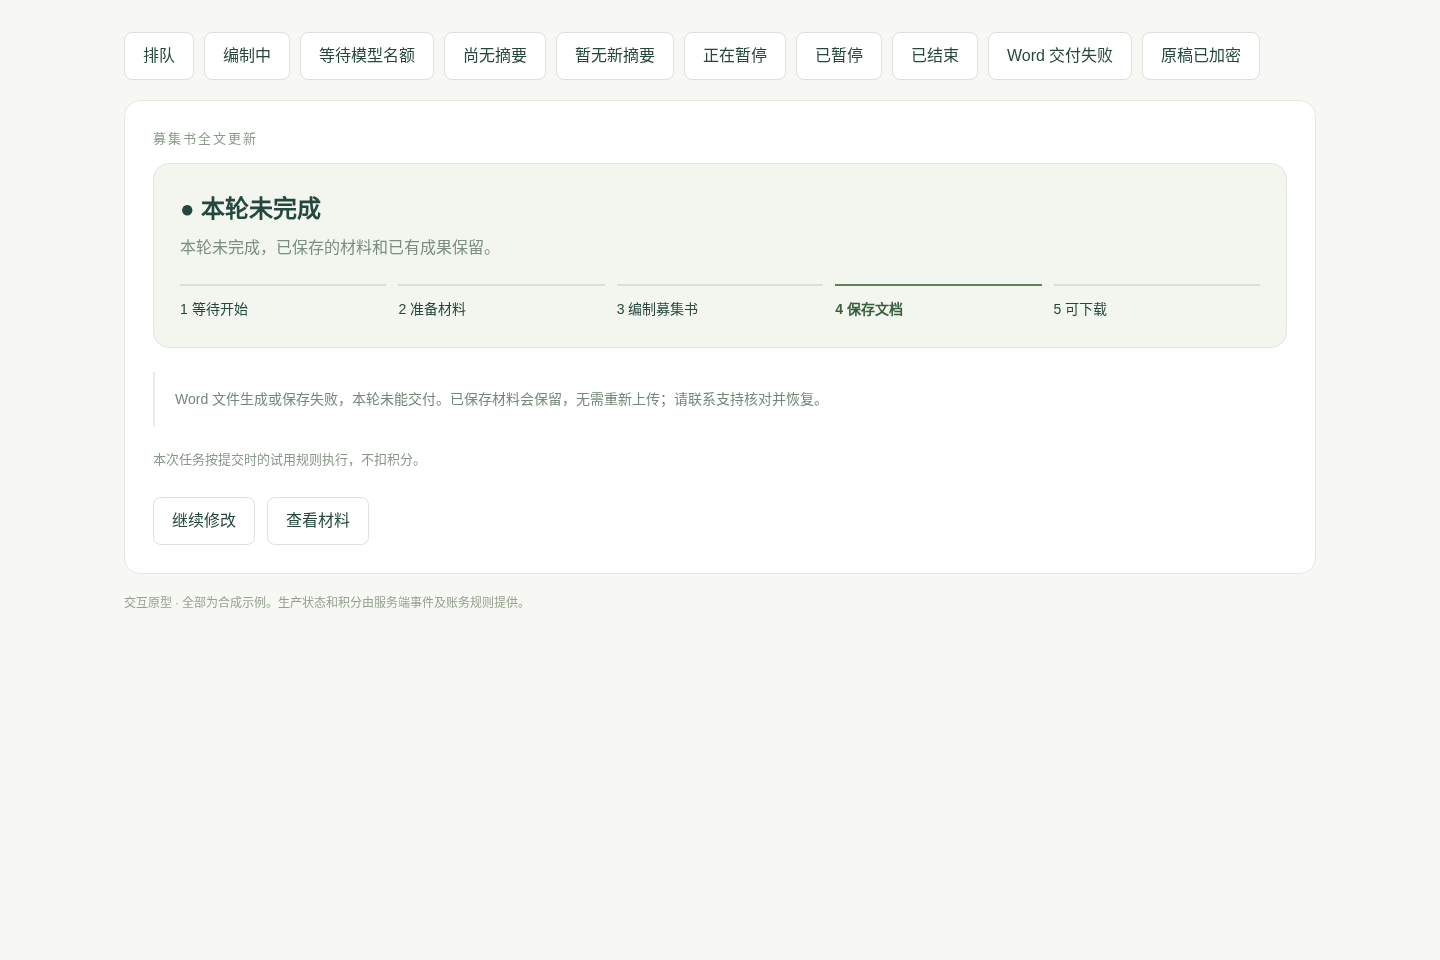 排队 编制中 等待模型名额 尚无摘要 暂无新摘要 正在暂停 已暂停 已结束 Word 交付失败 原稿已加密
募集书全文更新
● 本轮未完成
本轮未完成，已保存的材料和已有成果保留。
1 等待开始 2 准备材料 3 编制募集书 4 保存文档 5 可下载
Word 文件生成或保存失败，本轮未能交付。已保存材料会保留，无需重新上传；请联系支持核对并恢复。
本次任务按提交时的试用规则执行，不扣积分。
继续修改 查看材料
交互原型 · 全部为合成示例。生产状态和积分由服务端事件及账务规则提供。